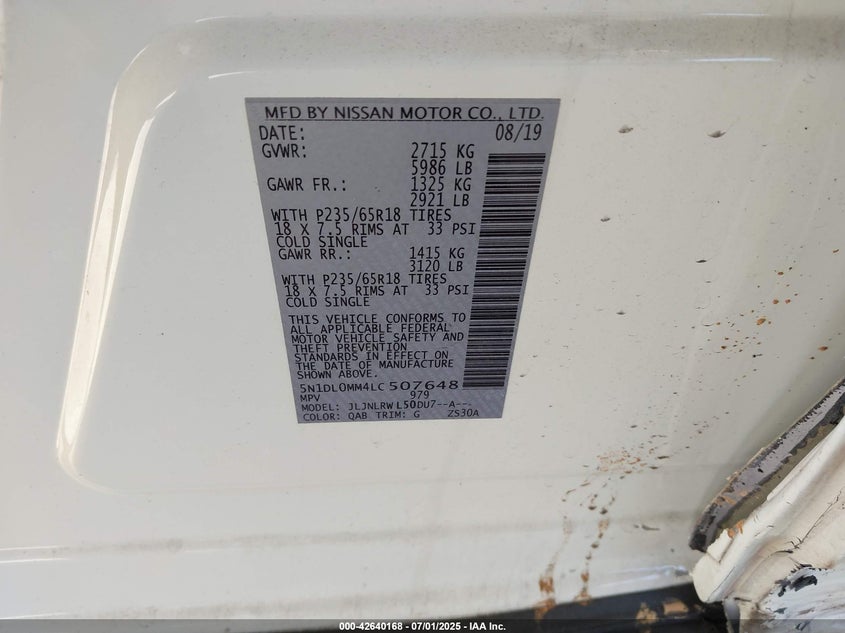 MFD BY NISSAN MOTOR CO., LTD.
DATE: 08/19
GVWR: 2715 KG
5986 LB
GAWR FR.: 1325 KG
2921 LB
WITH P235/65R18 TIRES
18 X 7.5 RIMS AT 33 PSI
COLD SINGLE
GAWR RR.: 1415 KG
3120 LB
WITH P235/65R18 TIRES
18 X 7.5 RIMS AT 33 PSI
COLD SINGLE
THIS VEHICLE CONFORMS TO
ALL APPLICABLE FEDERAL
MOTOR VEHICLE SAFETY AND
THEFT PREVENTION
STANDARDS IN EFFECT ON
THE DATE OF MANUFACTURE
SHOWN ABOVE.
5N1DL0MM4LC507648
MPV 979
MODEL: JLJNLRWL50DU7--A--
COLOR: QAB TRIM: G ZS30A
000-42640168 - 07/01/2025 - IAA Inc.